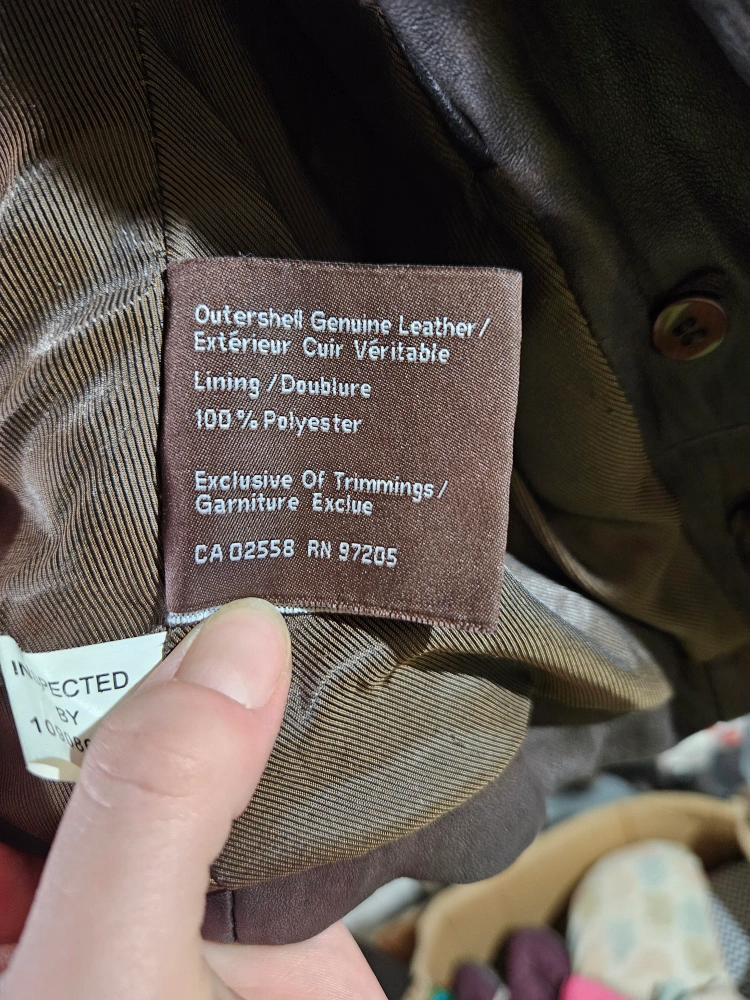 Outershell Genuine Leather/
Extérieur Cuir Véritable
Lining /Doublure
100% Polyester
Exclusive Of Trimmings/
Garniture Exclue
CA 02558 RN 97205
BY